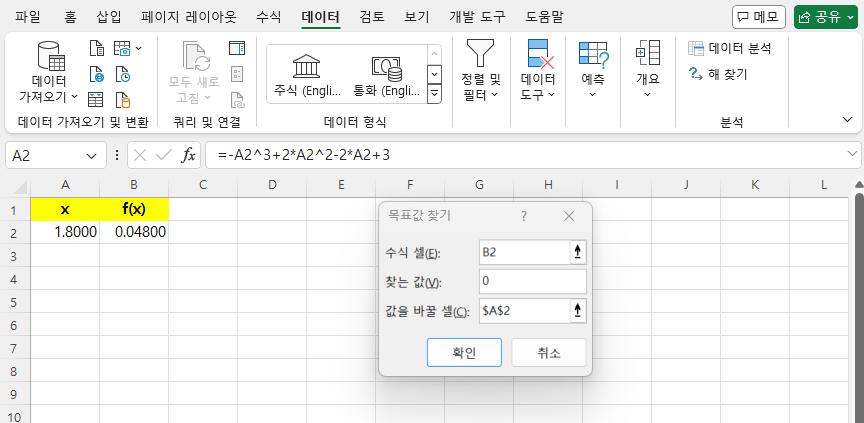 파일 홈 삽입 페이지 레이아웃 수식 데이터 검토 보기 개발 도구 도움말 메모 공유
데이터 가져오기
모두 새로 고침
주식 (Engli... 통화 (Engli...
정렬 및 필터
데이터 도구
예측
개요
데이터 분석
해 찾기
데이터 가져오기 및 변환 쿼리 및 연결 데이터 형식 분석
A2 fx =-A2^3+2*A2^2-2*A2+3
A B C D E F G H I J K L
1 x f(x)
2 1.8000 0.04800
3
4
5
6
7
8
9
10
목표값 찾기 ?
수식 셀(E): B2
찾는 값(V): 0
값을 바꿀 셀(C): $A$2
확인 취소